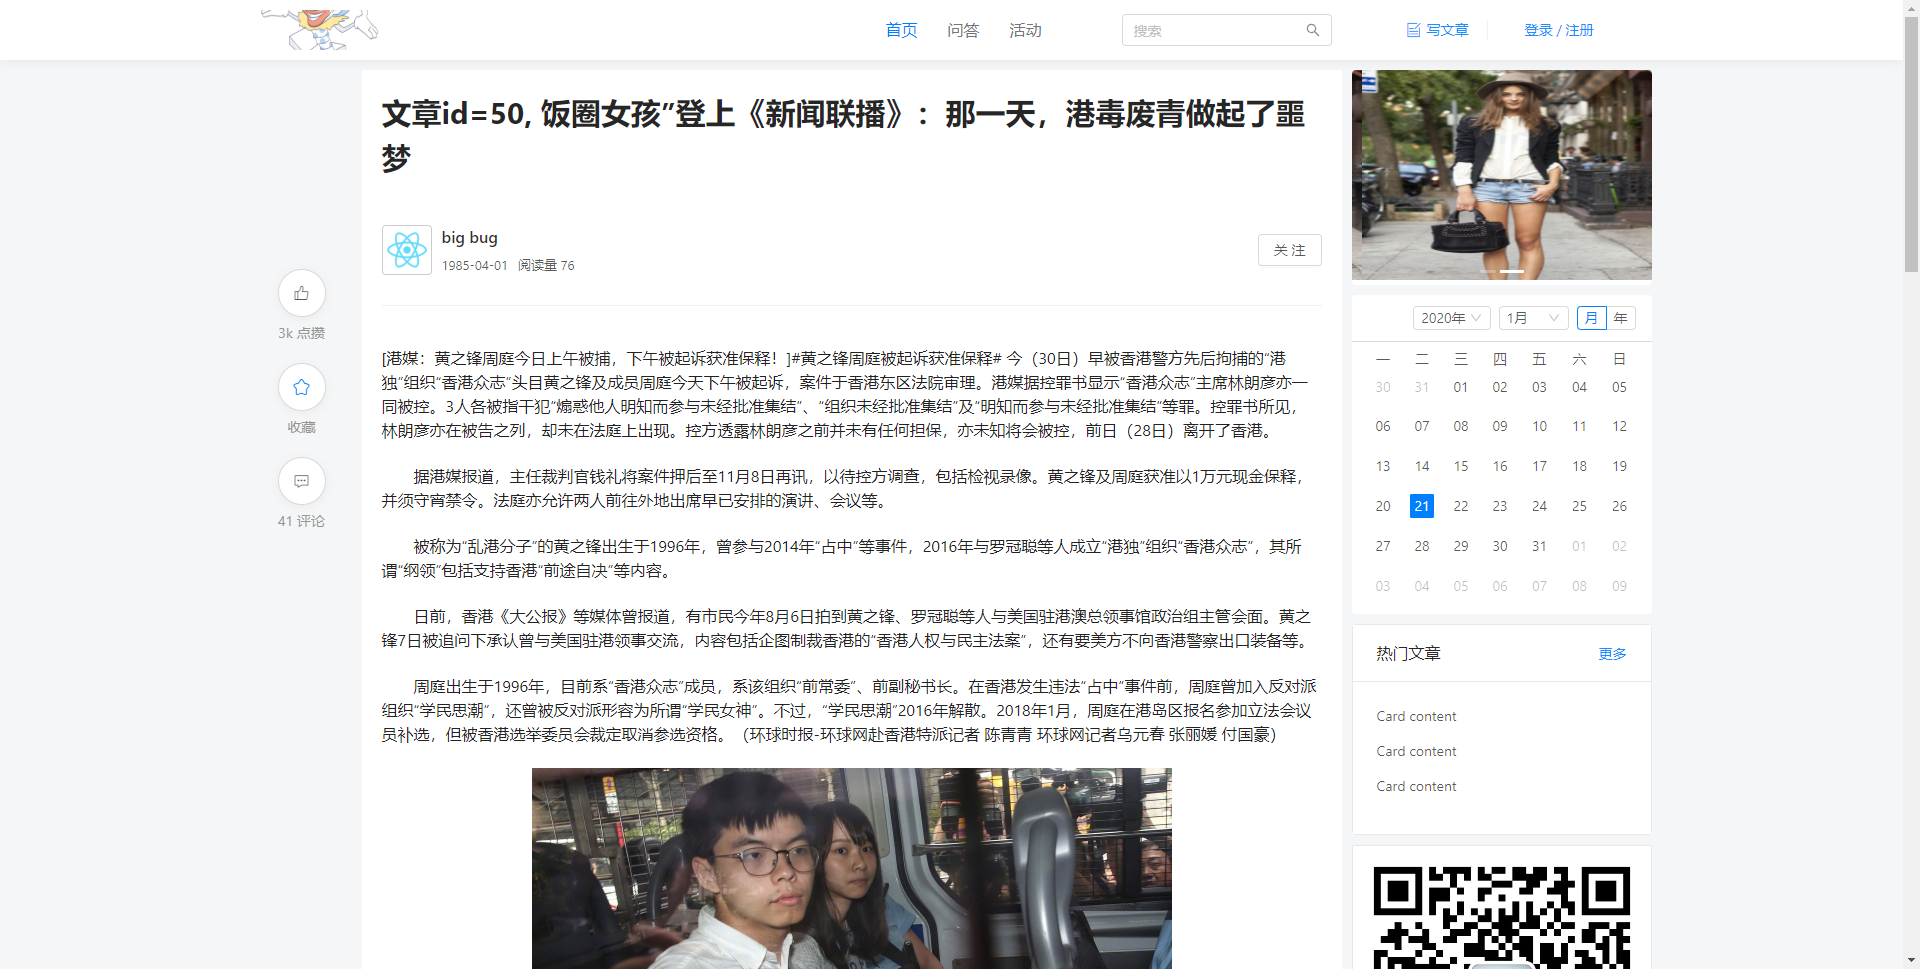 首页
问答
活动
搜索
写文章
登录 / 注册
文章id=50, 饭圈女孩”登上《新闻联播》：那一天，港毒废青做起了噩
梦
big bug
1985-04-01 阅读量 76
关 注
3k 点攒
收藏
41 评论
[港媒：黄之锋周庭今日上午被捕，下午被起诉获准保释！]#黄之锋周庭被起诉获准保释# 今（30日）早被香港警方先后拘捕的“港
独”组织“香港众志”头目黄之锋及成员周庭今天下午被起诉，案件于香港东区法院审理。港媒据控罪书显示“香港众志”主席林朗彦亦一
同被控。3人各被指干犯“煽惑他人明知而参与未经批准集结”、“组织未经批准集结”及“明知而参与未经批准集结”等罪。控罪书所见，
林朗彦亦在被告之列，却未在法庭上出现。控方透露林朗彦之前并未有任何担保，亦未知将会被控，前日（28日）离开了香港。
据港媒报道，主任裁判官钱礼将案件押后至11月8日再讯，以待控方调查，包括检视录像。黄之锋及周庭获准以1万元现金保释，
并须守宵禁令。法庭亦允许两人前往外地出席早已安排的演讲、会议等。
被称为“乱港分子”的黄之锋出生于1996年，曾参与2014年“占中”等事件，2016年与罗冠聪等人成立“港独”组织“香港众志”，其所
谓“纲领”包括支持香港“前途自决”等内容。
日前，香港《大公报》等媒体曾报道，有市民今年8月6日拍到黄之锋、罗冠聪等人与美国驻港澳总领事馆政治组主管会面。黄之
锋7日被追问下承认曾与美国驻港领事交流，内容包括企图制裁香港的“香港人权与民主法案”，还有要美方不向香港警察出口装备等。
周庭出生于1996年，目前系“香港众志”成员，系该组织“前常委”、前副秘书长。在香港发生违法“占中”事件前，周庭曾加入反对派
组织“学民思潮”，还曾被反对派形容为所谓“学民女神”。不过，“学民思潮”2016年解散。2018年1月，周庭在港岛区报名参加立法会议
员补选，但被香港选举委员会裁定取消参选资格。（环球时报-环球网赴香港特派记者 陈青青 环球网记者乌元春 张丽媛 付国豪）
2020年
1月
月
年
一 二 三 四 五 六 日
30 31 01 02 03 04 05
06 07 08 09 10 11 12
13 14 15 16 17 18 19
20 21 22 23 24 25 26
27 28 29 30 31 01 02
03 04 05 06 07 08 09
热门文章
更多
Card content
Card content
Card content